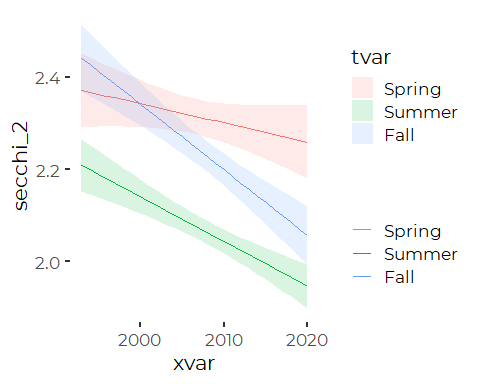 tvar
Spring
Summer
Fall
Spring
Summer
Fall
secchi_2
2.4
2.2
2.0
2000
2010
2020
xvar